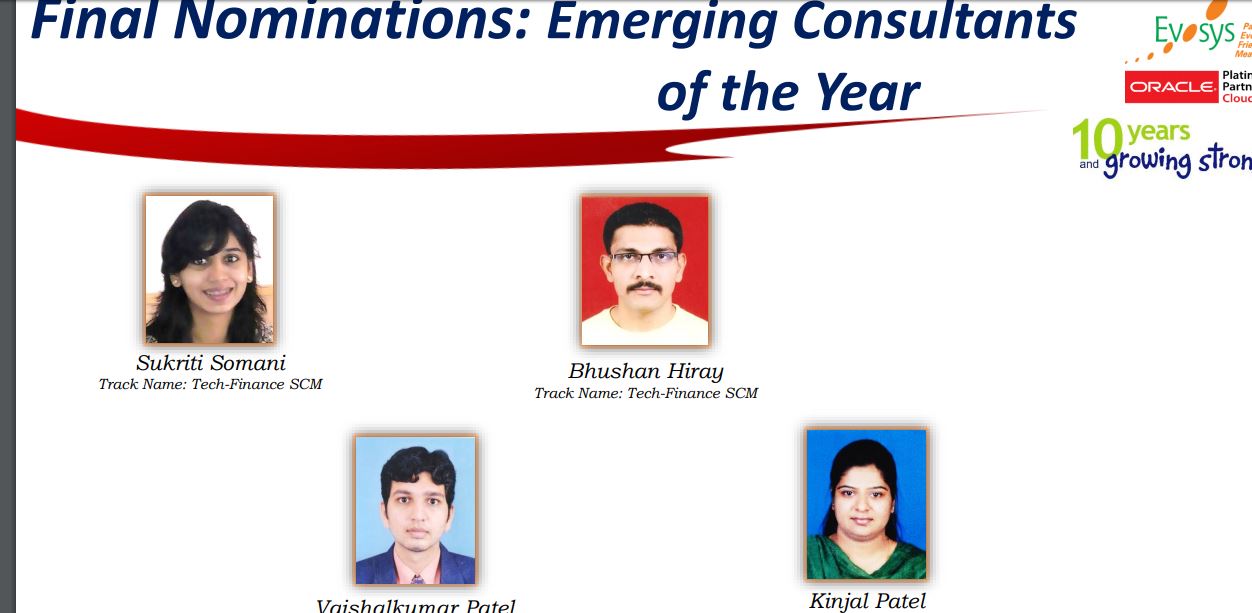 Final Nominations: Emerging Consultants
of the Year
Evosys
ORACLE
10 years
and growing
Sukriti Somani
Track Name: Tech-Finance SCM
Bhushan Hiray
Track Name: Tech-Finance SCM
Vaishalkumar Patel
Kinjal Patel